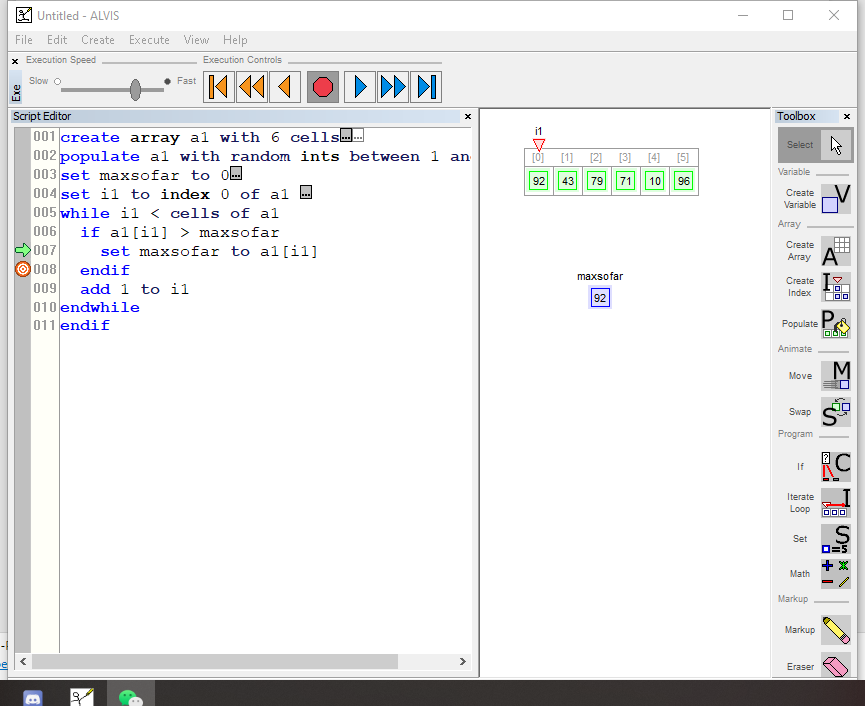 Untitled - ALVIS
File Edit Create Execute View Help
Execution Speed
Execution Controls
Exe
Slow
Fast
Script Editor
001 create array a1 with 6 cells...
002 populate a1 with random ints between 1 an
003 set maxsofar to 0...
004 set i1 to index 0 of a1 ...
005 while i1 < cells of a1
006 if a1[i1] > maxsofar
007 set maxsofar to a1[i1]
008 endif
009 add 1 to i1
010 endwhile
011 endif
i1
[0] [1] [2] [3] [4] [5]
92 43 79 71 10 96
maxsofar
92
Toolbox
Select
Variable
Create
Variable
V
Array
Create
Array
A
Create
Index
I
Populate
P
Animate
Move
M
Swap
S
Program
If
?
C
Iterate
Loop
I
Set
S
=5
Math
Markup
Markup
Eraser